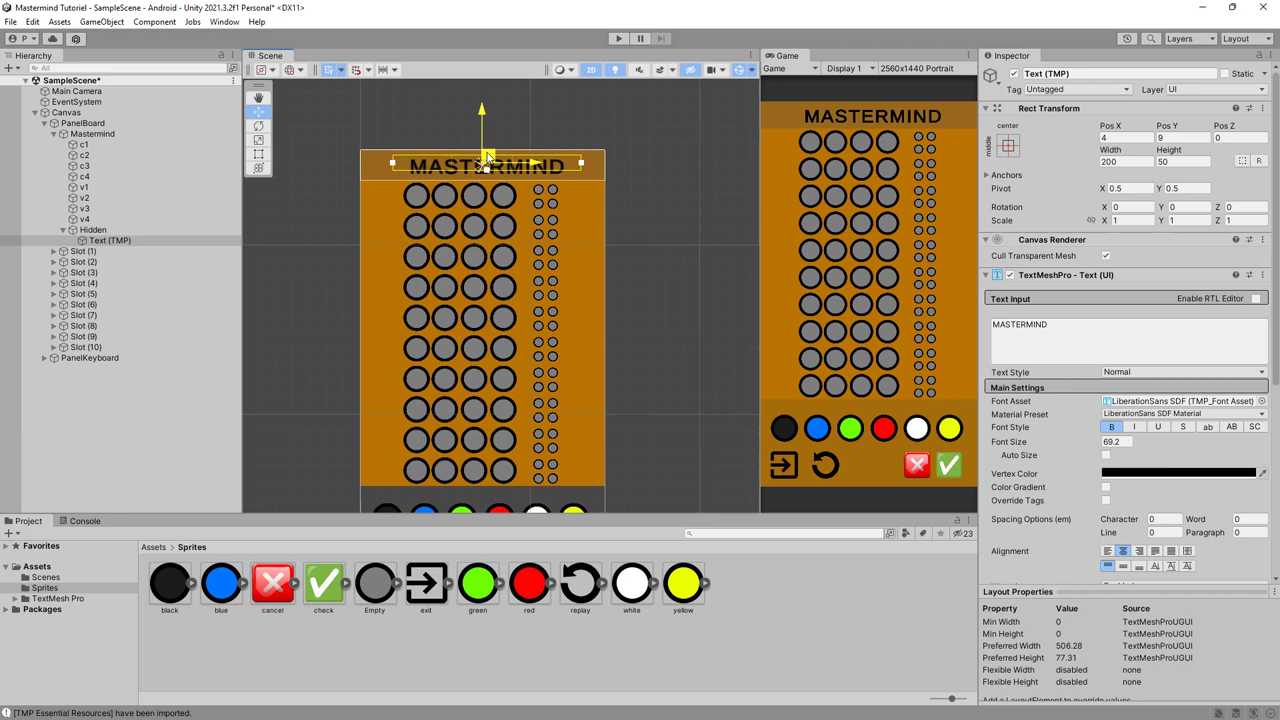 Mastermind Tutoriel - SampleScene - Android - Unity 2021.3.2f1 Personal* <DX11>
File Edit Assets GameObject Component Jobs Window Help
P Layers Layout
Hierarchy
All
SampleScene*
Main Camera
EventSystem
Canvas
PanelBoard
Mastermind
c1
c2
c3
c4
v1
v2
v3
v4
Hidden
Text (TMP)
Slot (1)
Slot (2)
Slot (3)
Slot (4)
Slot (5)
Slot (6)
Slot (7)
Slot (8)
Slot (9)
Slot (10)
PanelKeyboard
Scene
2D
MASTERMIND
Game
Game Display 1 2560x1440 Portrait
MASTERMIND
Inspector
Text (TMP) Static
Tag Untagged Layer UI
Rect Transform
center Pos X Pos Y Pos Z
middle 4 9 0
Width Height
200 50 R
Anchors
Pivot X 0.5 Y 0.5
Rotation X 0 Y 0 Z 0
Scale X 1 Y 1 Z 1
Canvas Renderer
Cull Transparent Mesh
TextMeshPro - Text (UI)
Text Input Enable RTL Editor
MASTERMIND
Text Style Normal
Main Settings
Font Asset LiberationSans SDF (TMP_Font Asset)
Material Preset LiberationSans SDF Material
Font Style B I U S ab AB SC
Font Size 69.2
Auto Size
Vertex Color
Color Gradient
Override Tags
Spacing Options (em) Character 0 Word 0
Line 0 Paragraph 0
Alignment
Layout Properties
Property Value Source
Min Width 0 TextMeshProUGUI
Min Height 0 TextMeshProUGUI
Preferred Width 506.28 TextMeshProUGUI
Preferred Height 77.31 TextMeshProUGUI
Flexible Width disabled none
Flexible Height disabled none
Add a LayoutElement to override values
Project Console
23
Favorites
Assets
Scenes
Sprites
TextMesh Pro
Packages
Assets > Sprites
black blue cancel check Empty exit green red replay white yellow
[TMP Essential Resources] have been imported.